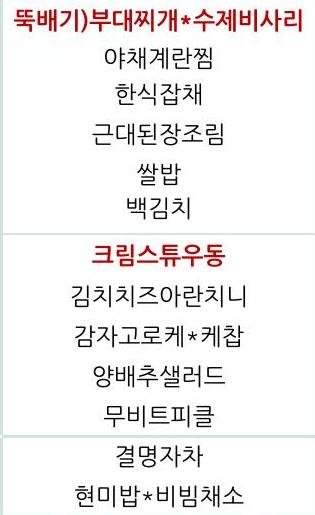 뚝배기)부대찌개*수제비사리
야채계란찜
한식잡채
근대된장조림
쌀밥
백김치
크림스튜우동
김치치즈아란치니
감자고로케*케찹
양배추샐러드
무비트피클
결명자차
현미밥*비빔채소